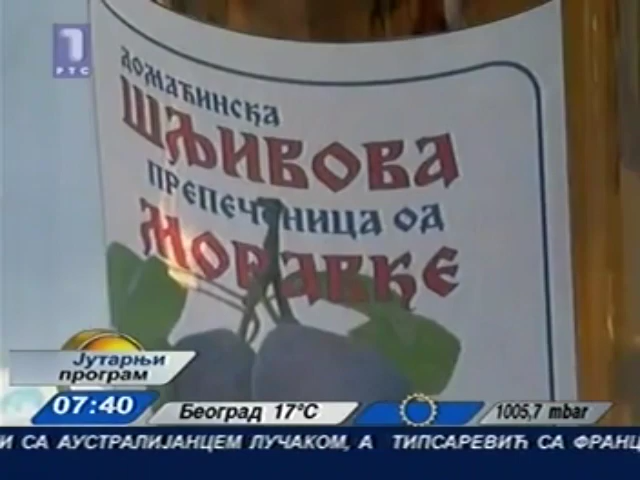 1
РТС
домаћинска
шљивова
препеченица од
моравке
Јутарњи
програм
07:40
Београд 17°C
1005,7 mbar
И СА АУСТРАЛИЈАНЦЕМ ЛУЧАКОМ, А ТИПСАРЕВИЋ СА ФРАНЦ